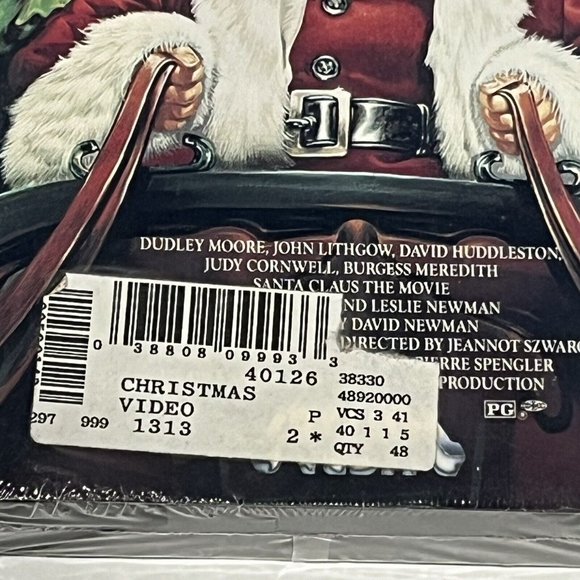 DUDLEY MOORE, JOHN LITHGOW, DAVID HUDDLESTON,
JUDY CORNWELL, BURGESS MEREDITH
SANTA CLAUS THE MOVIE
ND LESLIE NEWMAN
DAVID NEWMAN
DIRECTED BY JEANNOT SZWARC
PIERRE SPENGLER
PRODUCTION
PG
0 38808 09993 3
40126
CHRISTMAS
VIDEO
1313
P
2 *
38330
48920000
VCS 3 41
40 1 1 5
QTY 48
297 999